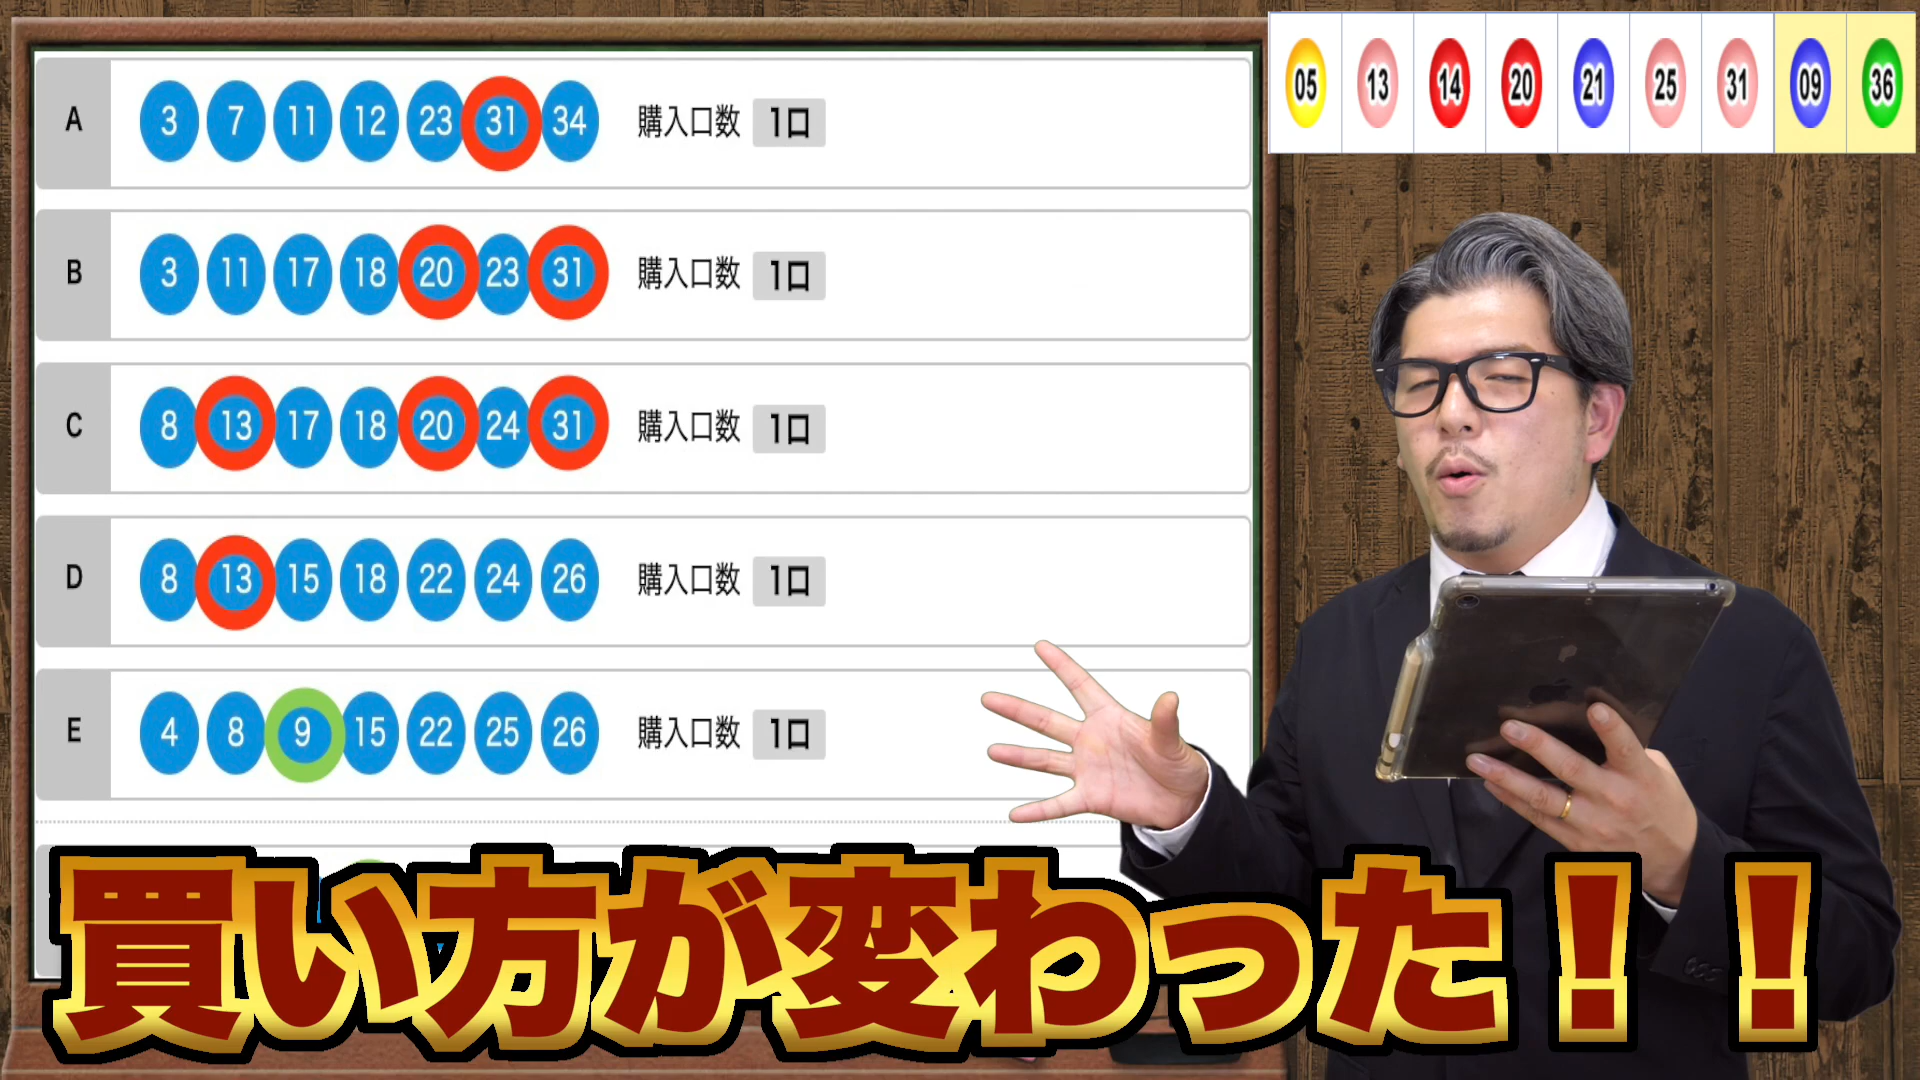 05 13 14 20 21 25 31 09 36
A 3 7 11 12 23 31 34 購入口数 1口
B 3 11 17 18 20 23 31 購入口数 1口
C 8 13 17 18 20 24 31 購入口数 1口
D 8 13 15 18 22 24 26 購入口数 1口
E 4 8 9 15 22 25 26 購入口数 1口
買い方が変わった！！